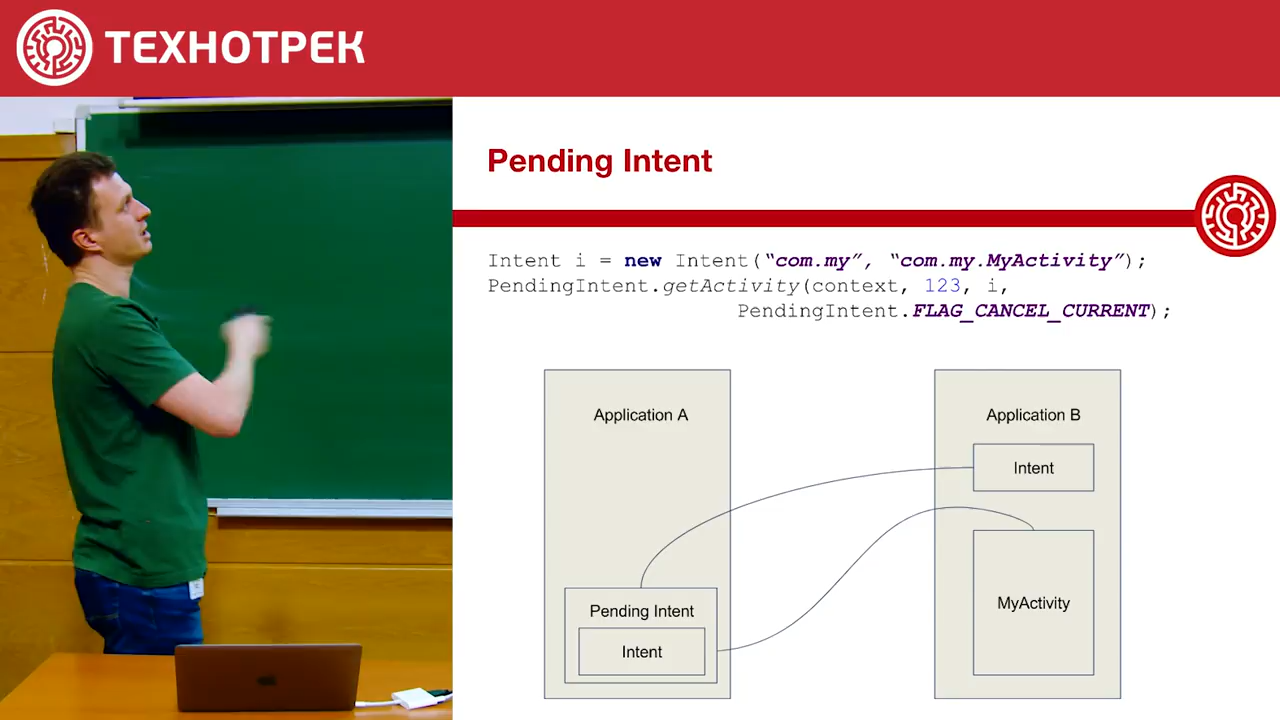 ТЕХНОТРЕК
Pending Intent
Intent i = new Intent(“com.my”, “com.my.MyActivity”);
PendingIntent.getActivity(context, 123, i,
PendingIntent.FLAG_CANCEL_CURRENT);
Application A
Application B
Intent
MyActivity
Pending Intent
Intent